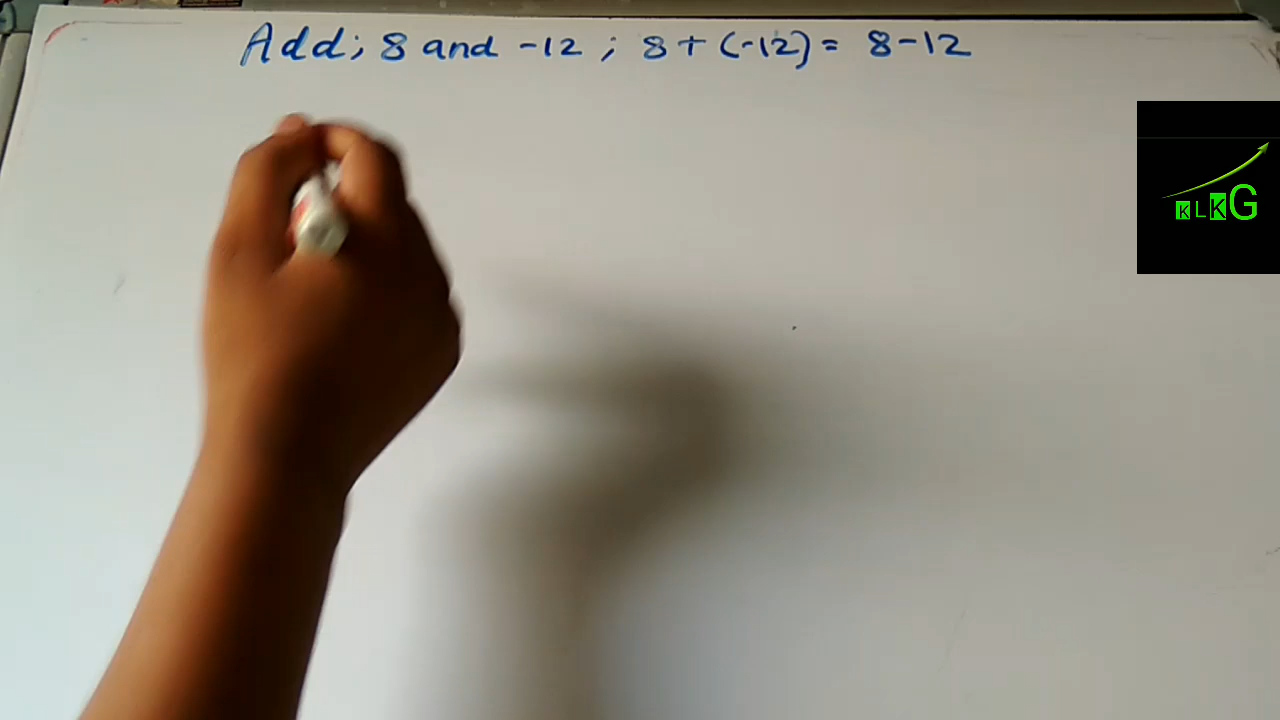 Add; 8 and -12 ; 8 + (-12) = 8-12
KLKG